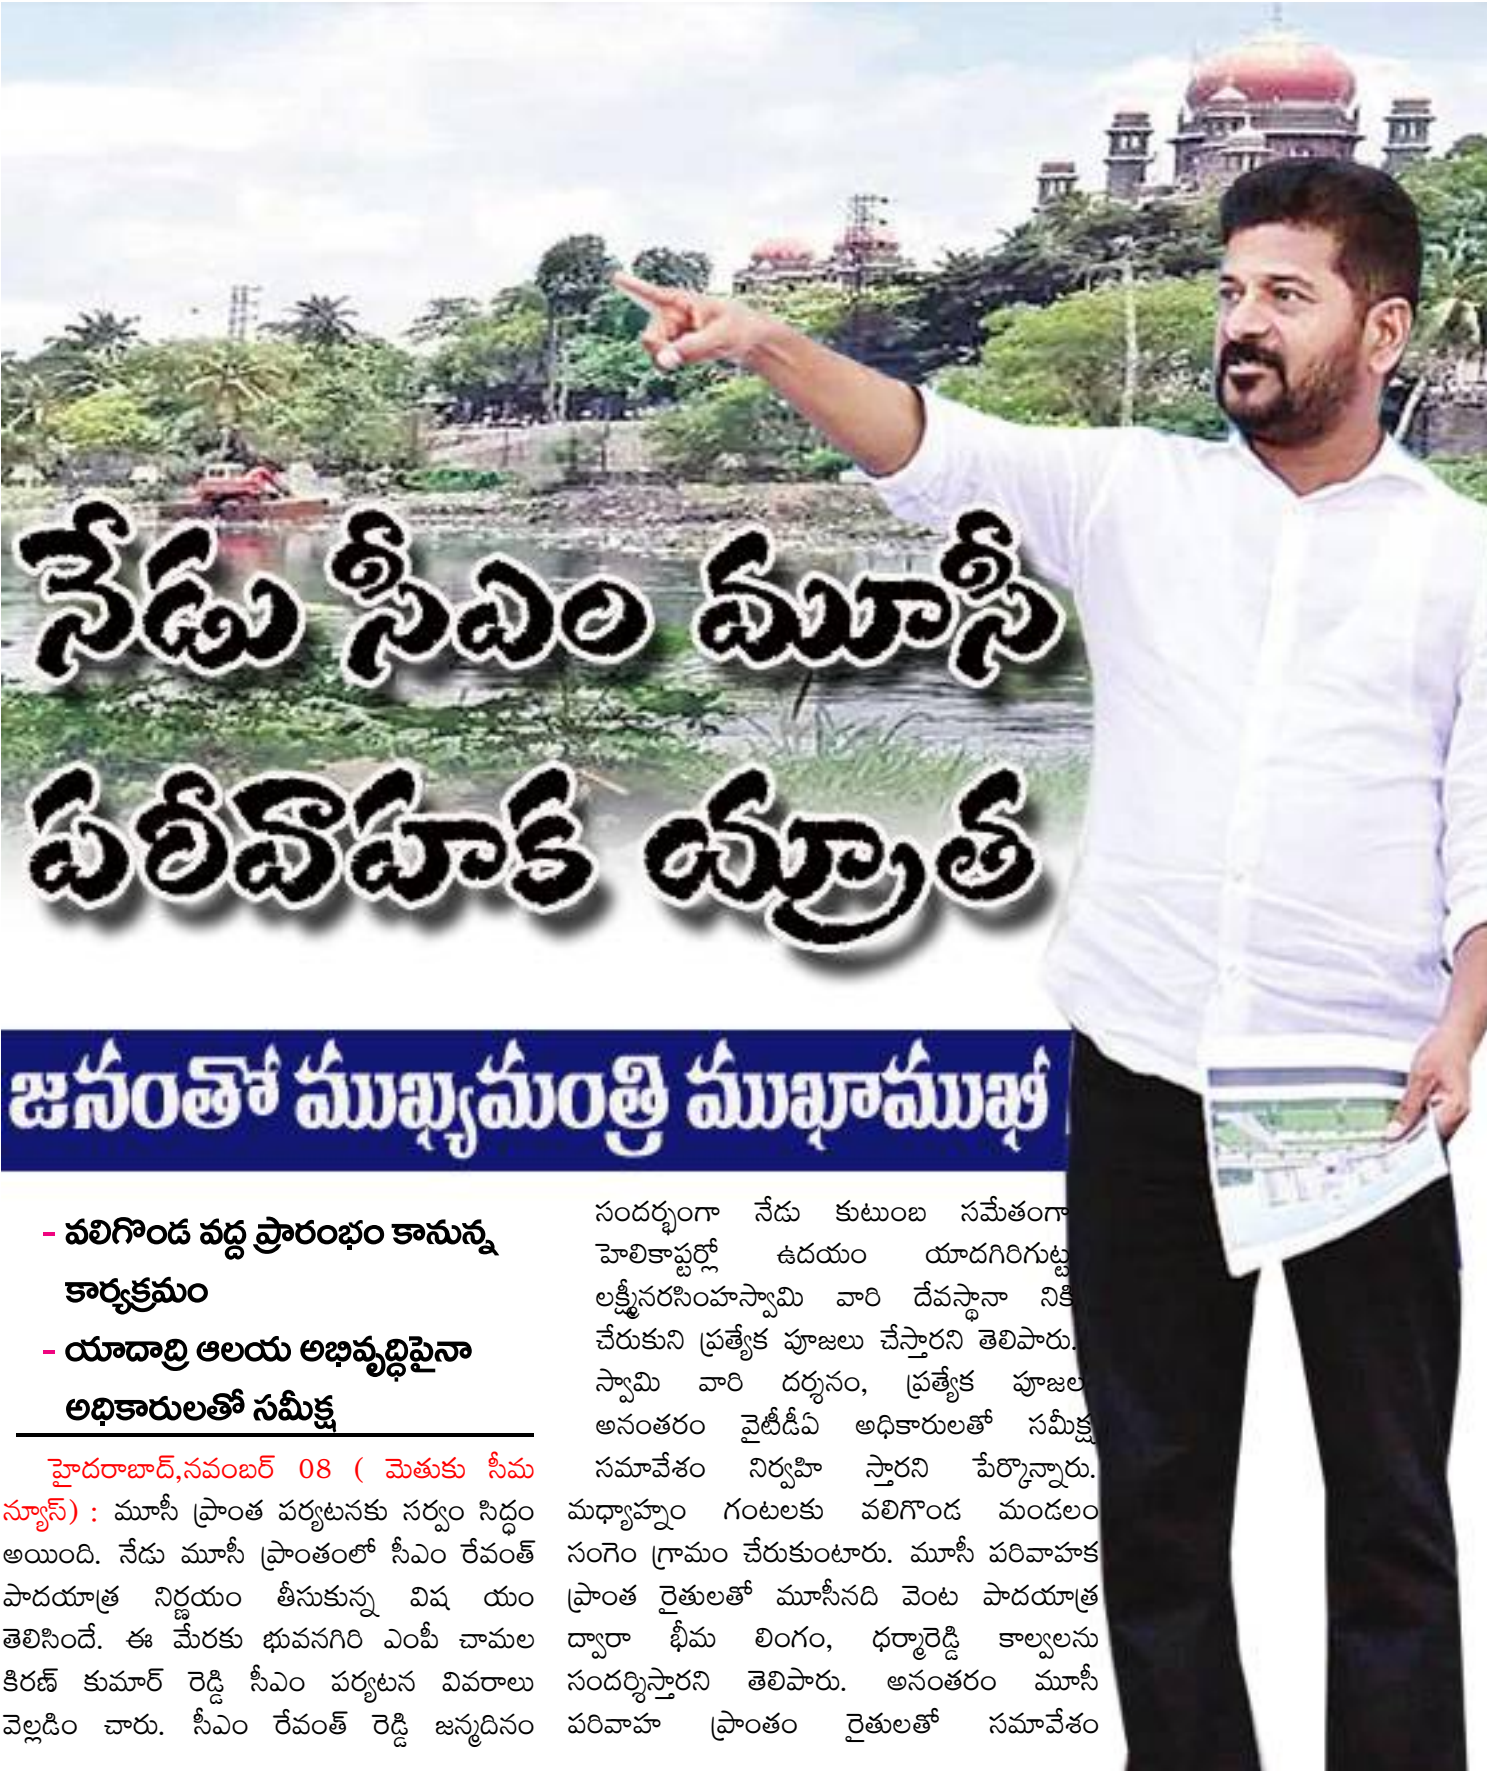 నేడు సీఎం మూసీ
పరీవాహక యాత్ర
జనంతో ముఖ్యమంత్రి ముఖాముఖీ
- వలిగొండ వద్ద ప్రారంభం కానున్న
కార్యక్రమం
- యాదాద్రి ఆలయ అభివృద్ధిపైనా
అధికారులతో సమీక్ష
హైదరాబాద్,నవంబర్ 08 ( మెతుకు సీమ
న్యూస్) : మూసీ ప్రాంత పర్యటనకు సర్వం సిద్ధం
అయింది. నేడు మూసీ ప్రాంతంలో సీఎం రేవంత్
పాదయాత్ర నిర్ణయం తీసుకున్న విష యం
తెలిసిందే. ఈ మేరకు భువనగిరి ఎంపీ చామల
కిరణ్ కుమార్ రెడ్డి సీఎం పర్యటన వివరాలు
వెల్లడిం చారు. సీఎం రేవంత్ రెడ్డి జన్మదినం
సందర్భంగా నేడు కుటుంబ సమేతంగా
హెలికాప్టర్లో ఉదయం యాదగిరిగుట్ట
లక్ష్మీనరసింహస్వామి వారి దేవస్థానా నికి
చేరుకుని ప్రత్యేక పూజలు చేస్తారని తెలిపారు.
స్వామి వారి దర్శనం, ప్రత్యేక పూజల
అనంతరం వైటీడీఏ అధికారులతో సమీక్ష
సమావేశం నిర్వహి స్తారని పేర్కొన్నారు.
మధ్యాహ్నం గంటలకు వలిగొండ మండలం
సంగెం గ్రామం చేరుకుంటారు. మూసీ పరివాహక
ప్రాంత రైతులతో మూసీనది వెంట పాదయాత్ర
ద్వారా భీమ లింగం, ధర్మారెడ్డి కాల్వలను
సందర్శిస్తారని తెలిపారు. అనంతరం మూసీ
పరివాహ ప్రాంతం రైతులతో సమావేశం